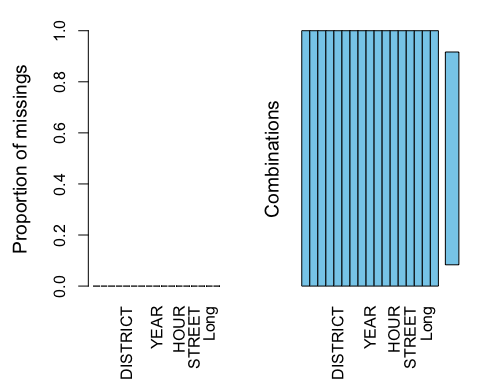 Proportion of missings
1.0
0.8
0.6
0.4
0.2
0.0
DISTRICT
YEAR
HOUR
STREET
Long
Combinations
DISTRICT
YEAR
HOUR
STREET
Long